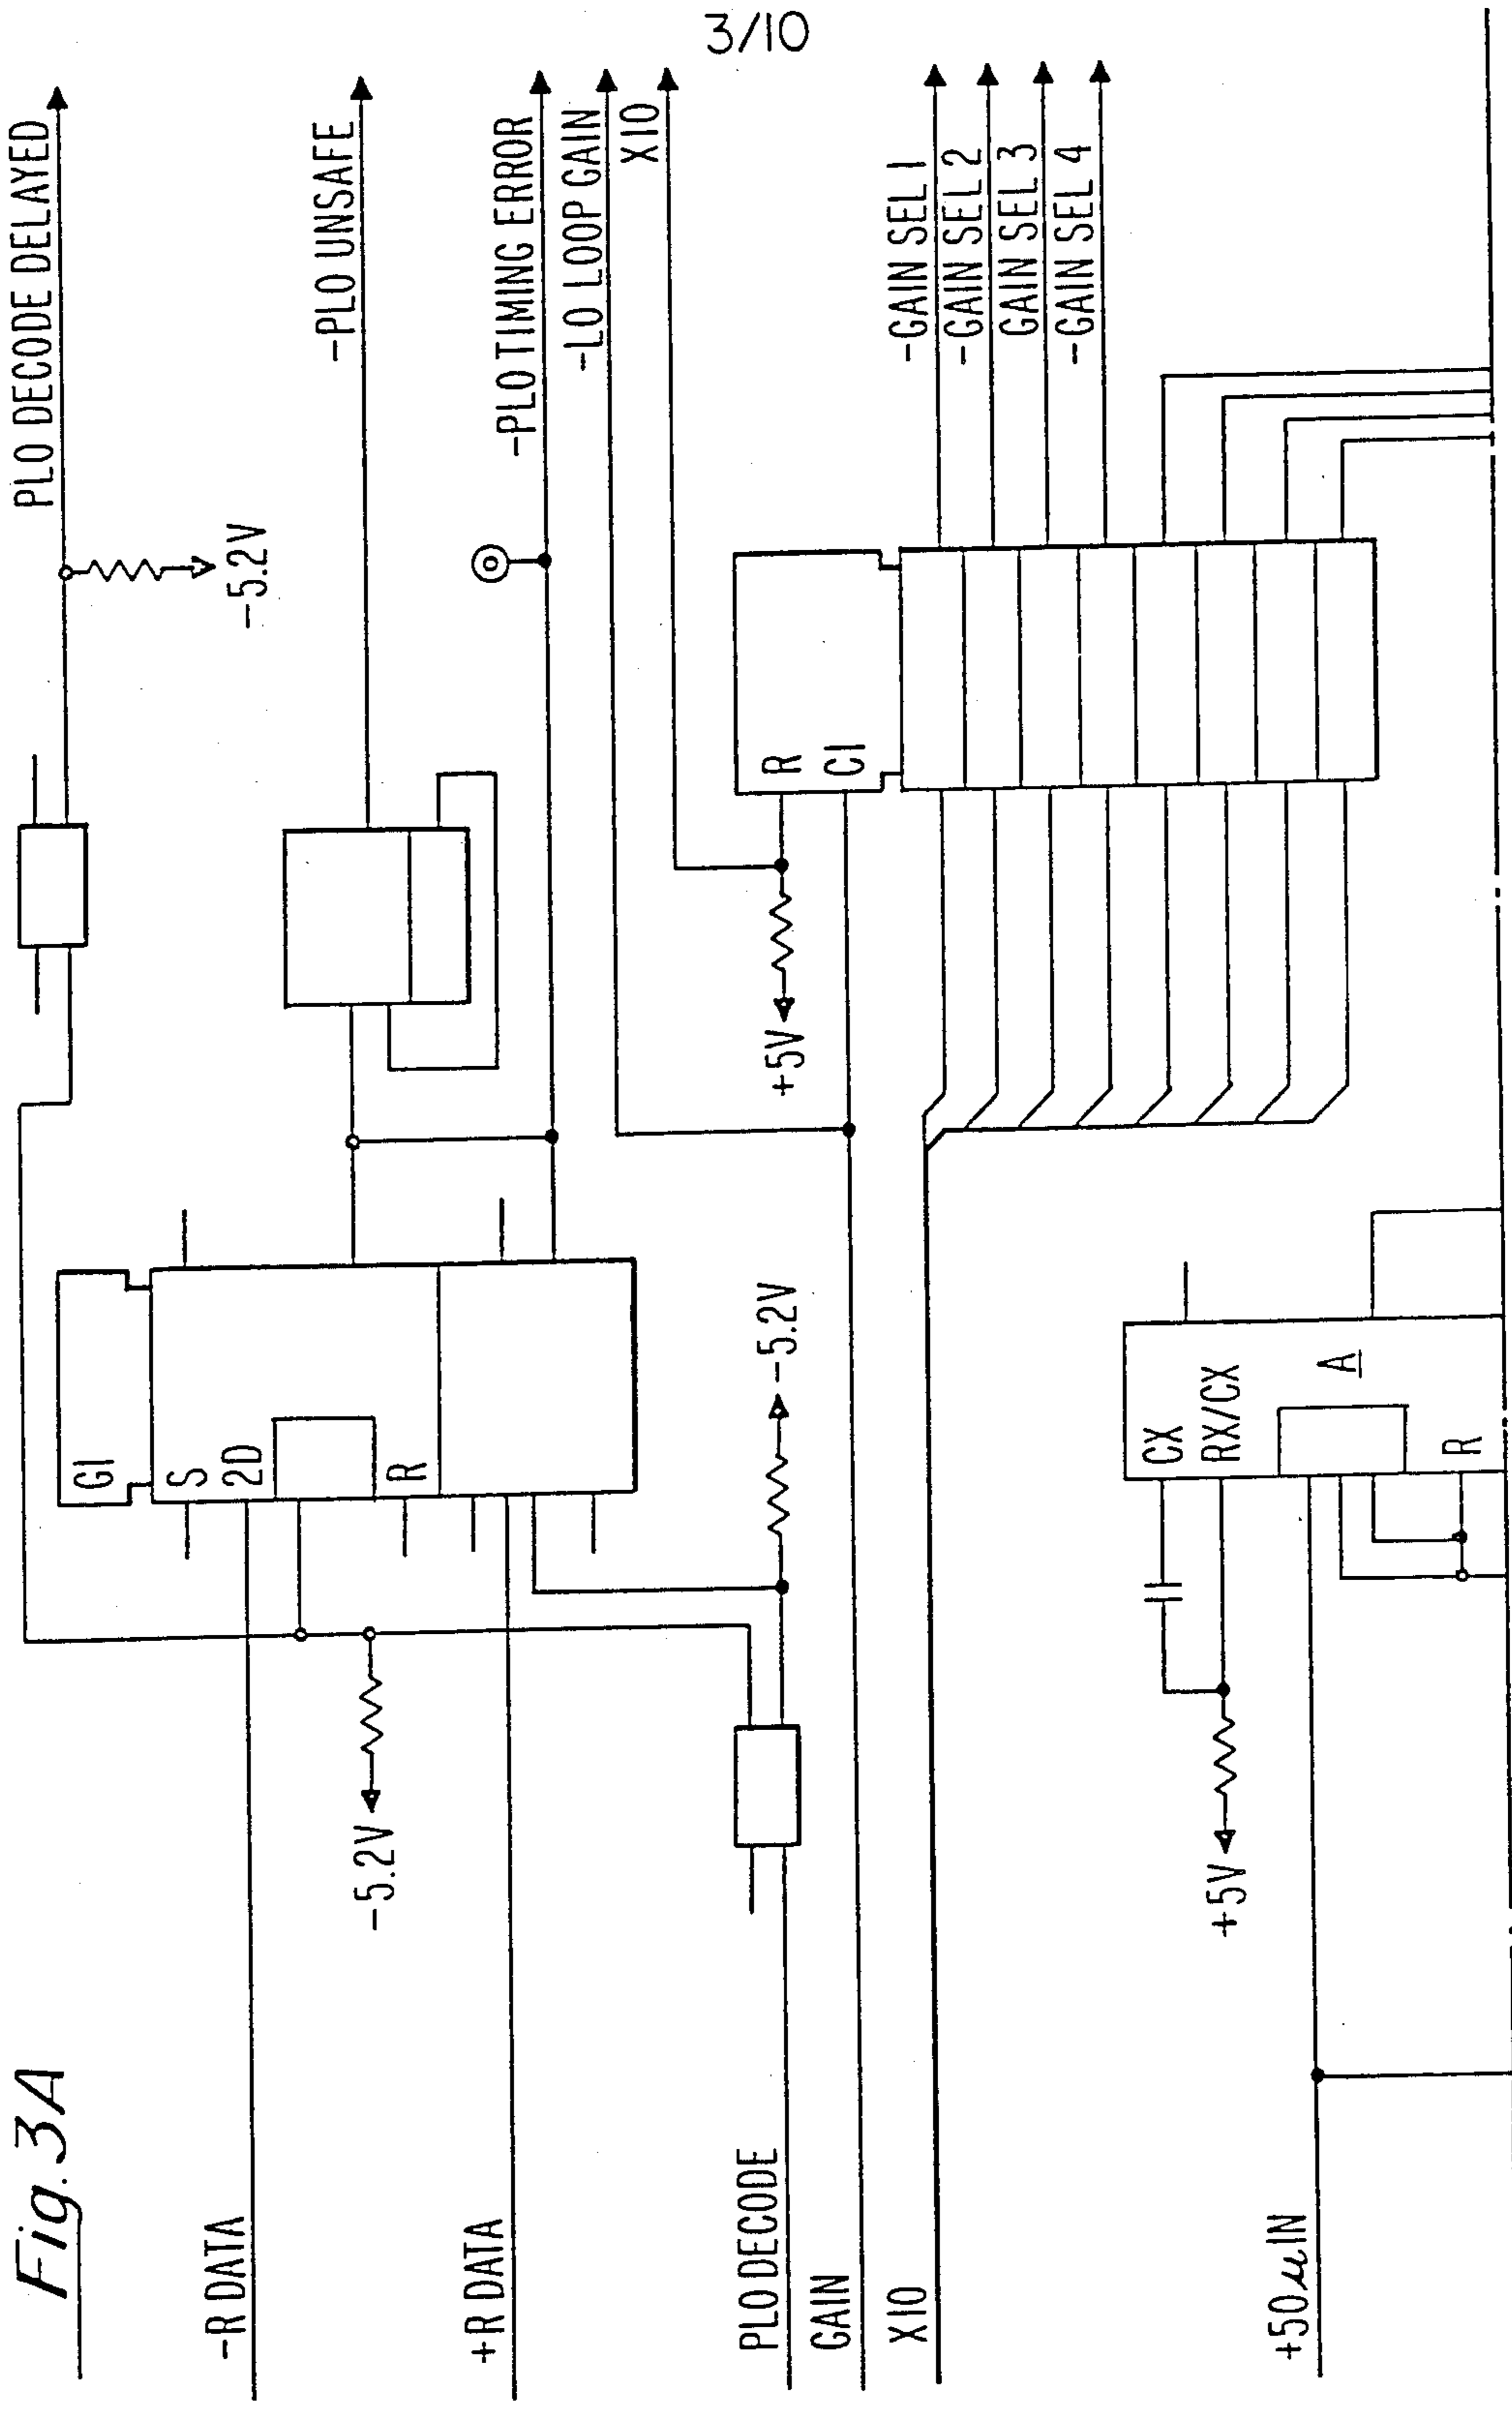 3/10
Fig. 3A
PLO DECODE DELAYED
-5.2V
-PLO UNSAFE
-PLO TIMING ERROR
-LO LOOP GAIN
X10
-GAIN SEL 1
-GAIN SEL 2
GAIN SEL 3
-GAIN SEL 4
G1
S
2D
R
-R DATA
-5.2V
+R DATA
-5.2V
PLO DECODE
GAIN
X10
R
C1
+5V
CX
RX/CX
A
R
+5V
+50µIN